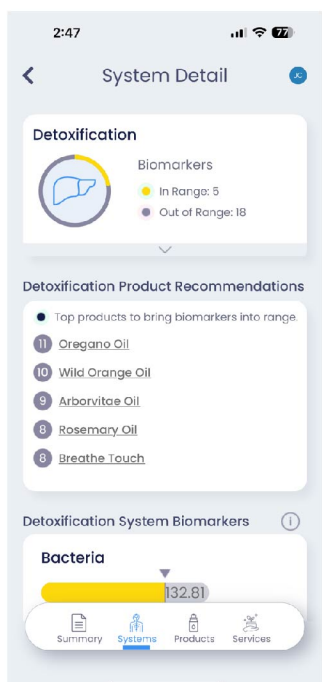 2:47
77
System Detail
JC
Detoxification
Biomarkers
In Range: 5
Out of Range: 18
Detoxification Product Recommendations
Top products to bring biomarkers into range.
11 Oregano Oil
10 Wild Orange Oil
9 Arborvitae Oil
8 Rosemary Oil
8 Breathe Touch
Detoxification System Biomarkers
Bacteria
132.81
Summary Systems Products Services